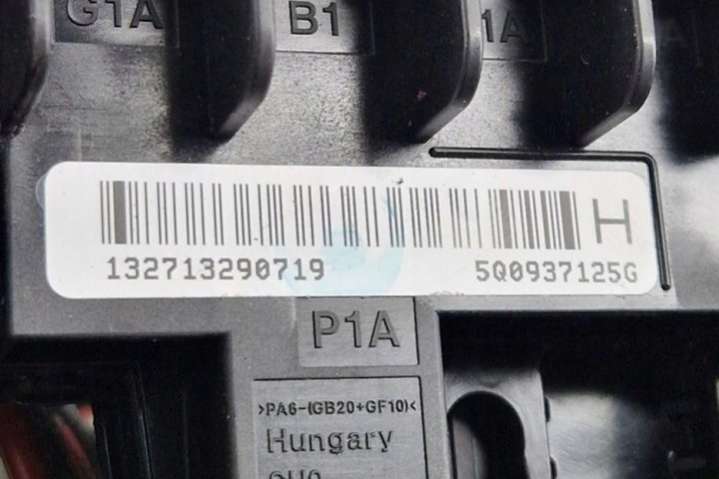 G1A B1 1A
H
132713290719 5Q0937125G
P1A
>PA6-(GB20+GF10)<
Hungary